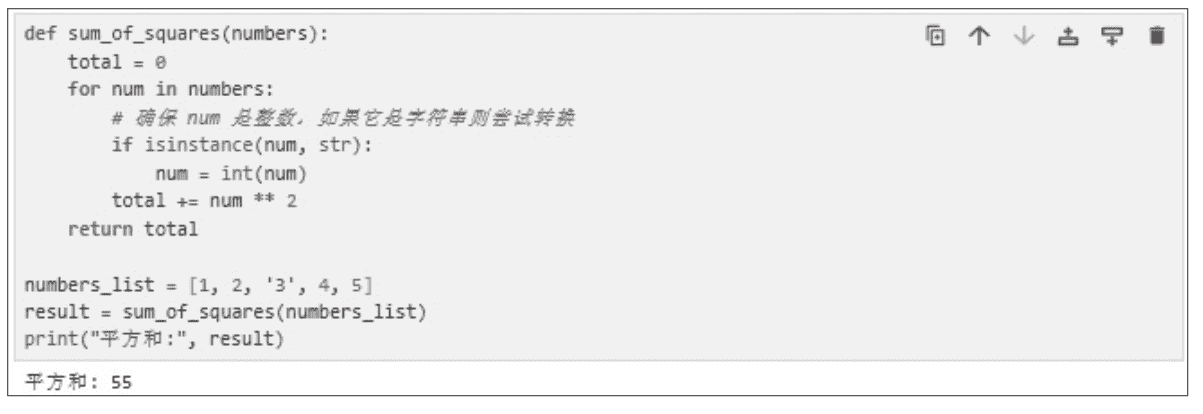 def sum_of_squares(numbers):
    total = 0
    for num in numbers:
        # 确保 num 是整数，如果它是字符串则尝试转换
        if isinstance(num, str):
            num = int(num)
        total += num ** 2
    return total

numbers_list = [1, 2, '3', 4, 5]
result = sum_of_squares(numbers_list)
print("平方和:", result)
平方和: 55